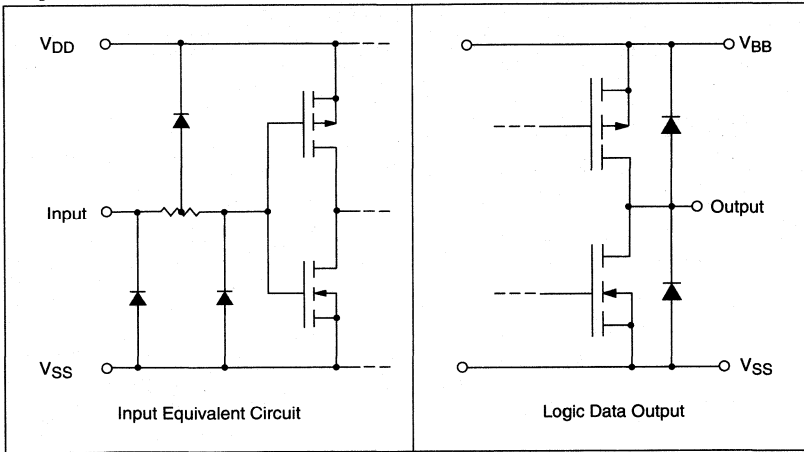 VDD
Input
VSS
Input Equivalent Circuit
VBB
Output
VSS
Logic Data Output